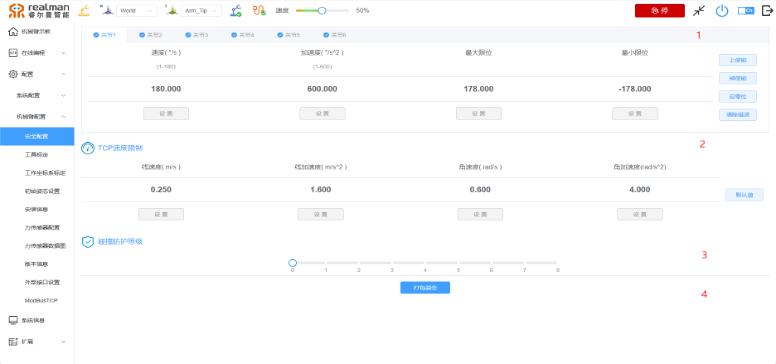 realman
睿尔曼智能
World
Arm_Tip
速度
50%
急停
Cn
机械臂示教
在线编程
配置
系统配置
机械臂配置
安全配置
工具标定
工作坐标系标定
初始姿态设置
安装信息
力传感器配置
力传感器数据图
版本信息
外部接口设置
ModBusTCP
系统信息
扩展
关节1
关节2
关节3
关节4
关节5
关节6
1
速度( °/s )
加速度( °/s^2 )
最大限位
最小限位
(1-180)
(1-600)
180.000
600.000
178.000
-178.000
设置
设置
设置
设置
上使能
掉使能
设零位
清除错误
2
TCP速度限制
线速度( m/s )
线加速度( m/s^2 )
角速度( rad/s )
角加速度(rad/s^2)
0.250
1.600
0.600
4.000
设置
设置
设置
设置
默认值
碰撞防护等级
3
0 1 2 3 4 5 6 7 8
4